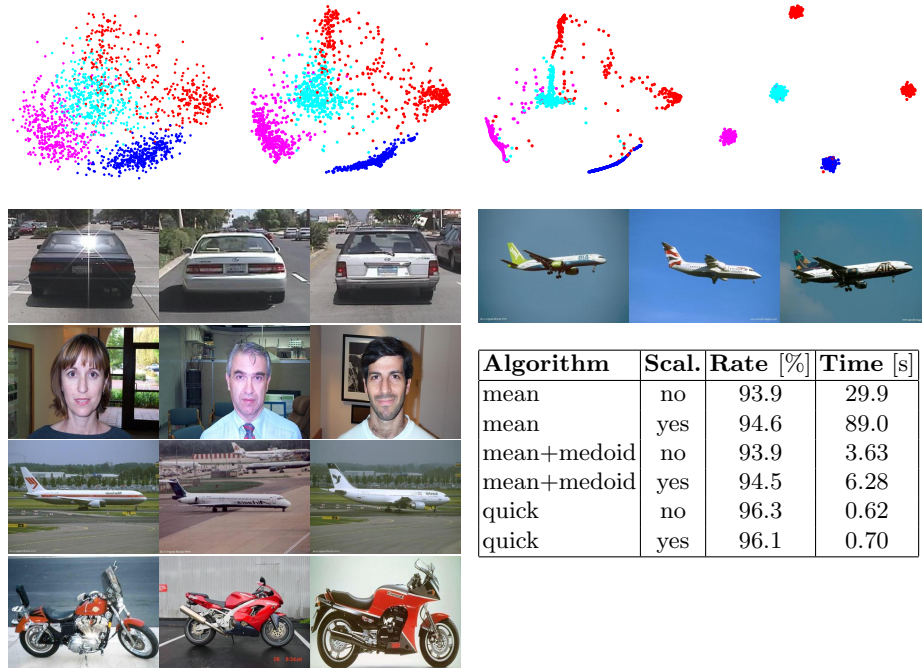 Algorithm Scal. Rate [%] Time [s]
mean no 93.9 29.9
mean yes 94.6 89.0
mean+medoid no 93.9 3.63
mean+medoid yes 94.5 6.28
quick no 96.3 0.62
quick yes 96.1 0.70